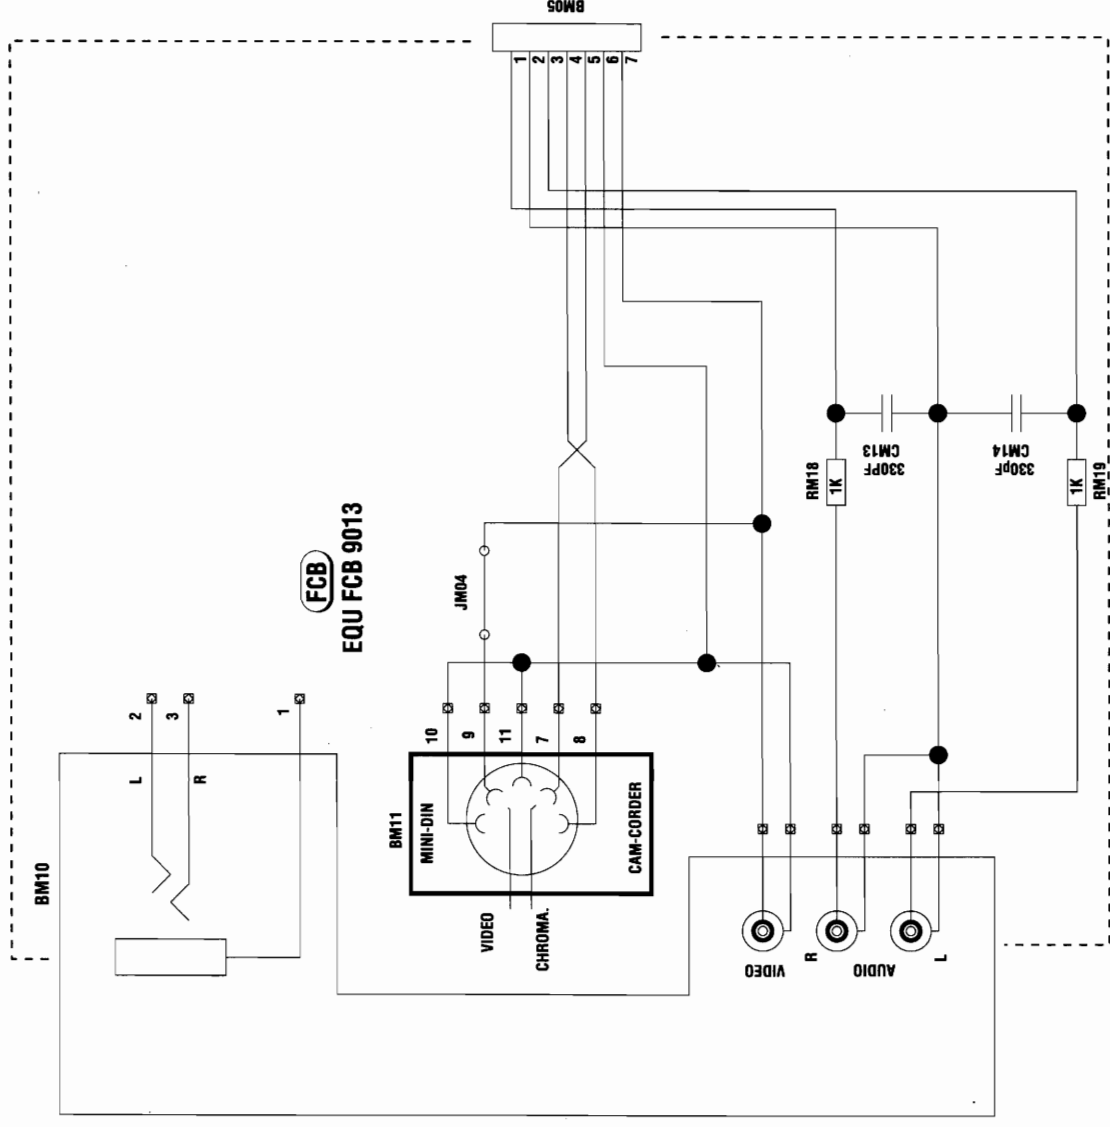 BM05
1
2
3
4
5
6
7
FCB
EQU FCB 9013
JM04
RM18
1K
330PF
CM13
330pF
CM14
1K
RM19
2
3
1
L
R
BM10
10
9
11
7
8
BM11
MINI-DIN
CAM-CORDER
VIDEO
CHROMA.
VIDEO
R
AUDIO
L